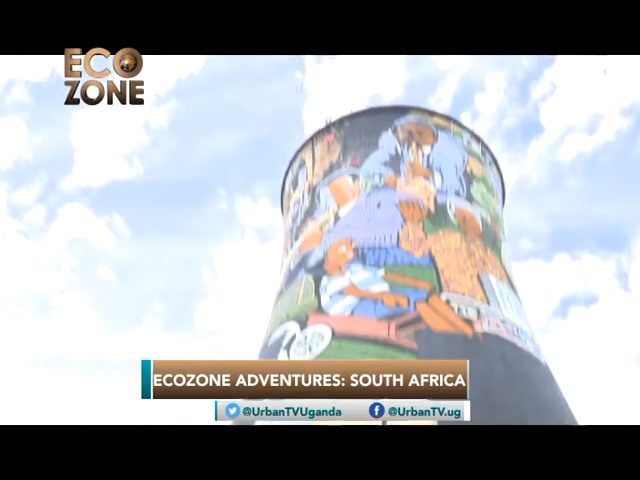 ECO
ZONE
ECOZONE ADVENTURES: SOUTH AFRICA
@UrbanTVUganda
@UrbanTV.ug